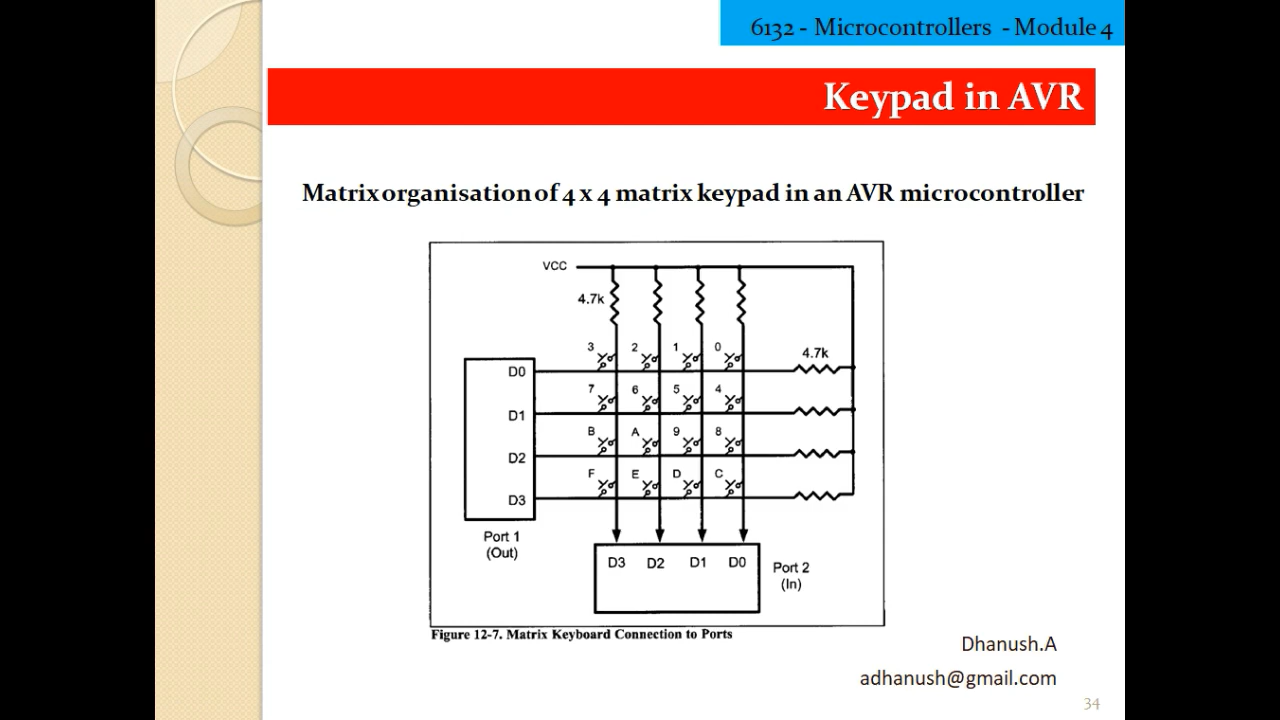 6132 - Microcontrollers - Module 4
Keypad in AVR
Matrix organisation of 4 x 4 matrix keypad in an AVR microcontroller
VCC
4.7k
3 2 1 0
4.7k
D0
7 6 5 4
D1
B A 9 8
D2
F E D C
D3
Port 1
(Out)
D3 D2 D1 D0
Port 2
(In)
Figure 12-7. Matrix Keyboard Connection to Ports
Dhanush.A
adhanush@gmail.com
34